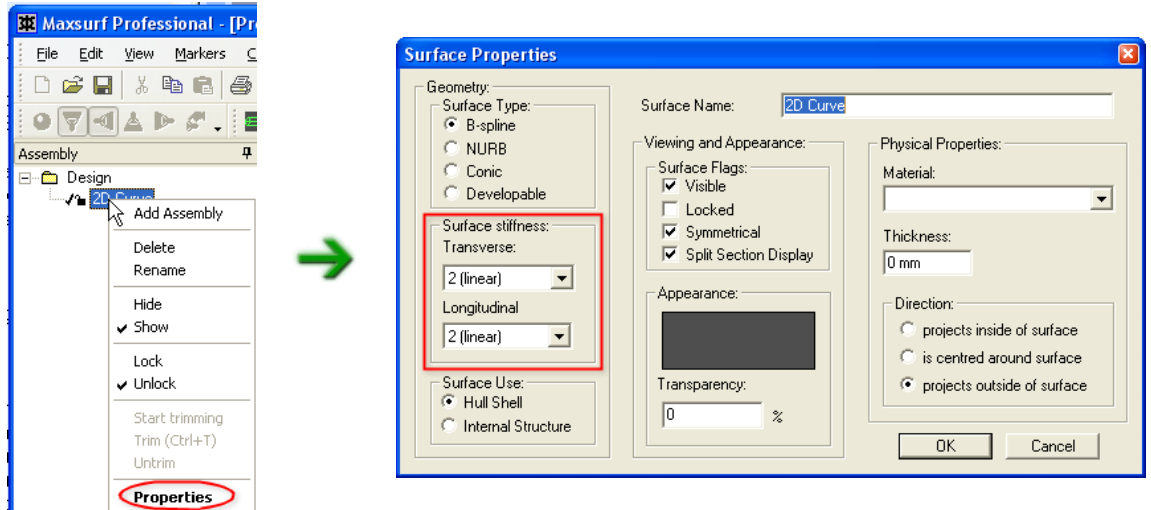 Maxsurf Professional - [Pr
File Edit View Markers C
Assembly
Design
2D Curve
Add Assembly
Delete
Rename
Hide
Show
Lock
Unlock
Start trimming
Trim (Ctrl+T)
Untrim
Properties
Surface Properties
Geometry:
Surface Type:
B-spline
NURB
Conic
Developable
Surface stiffness:
Transverse:
2 (linear)
Longitudinal
2 (linear)
Surface Use:
Hull Shell
Internal Structure
Surface Name: 2D Curve
Viewing and Appearance:
Surface Flags:
Visible
Locked
Symmetrical
Split Section Display
Appearance:
Transparency:
0 %
Physical Properties:
Material:
Thickness:
0 mm
Direction:
projects inside of surface
is centred around surface
projects outside of surface
OK Cancel